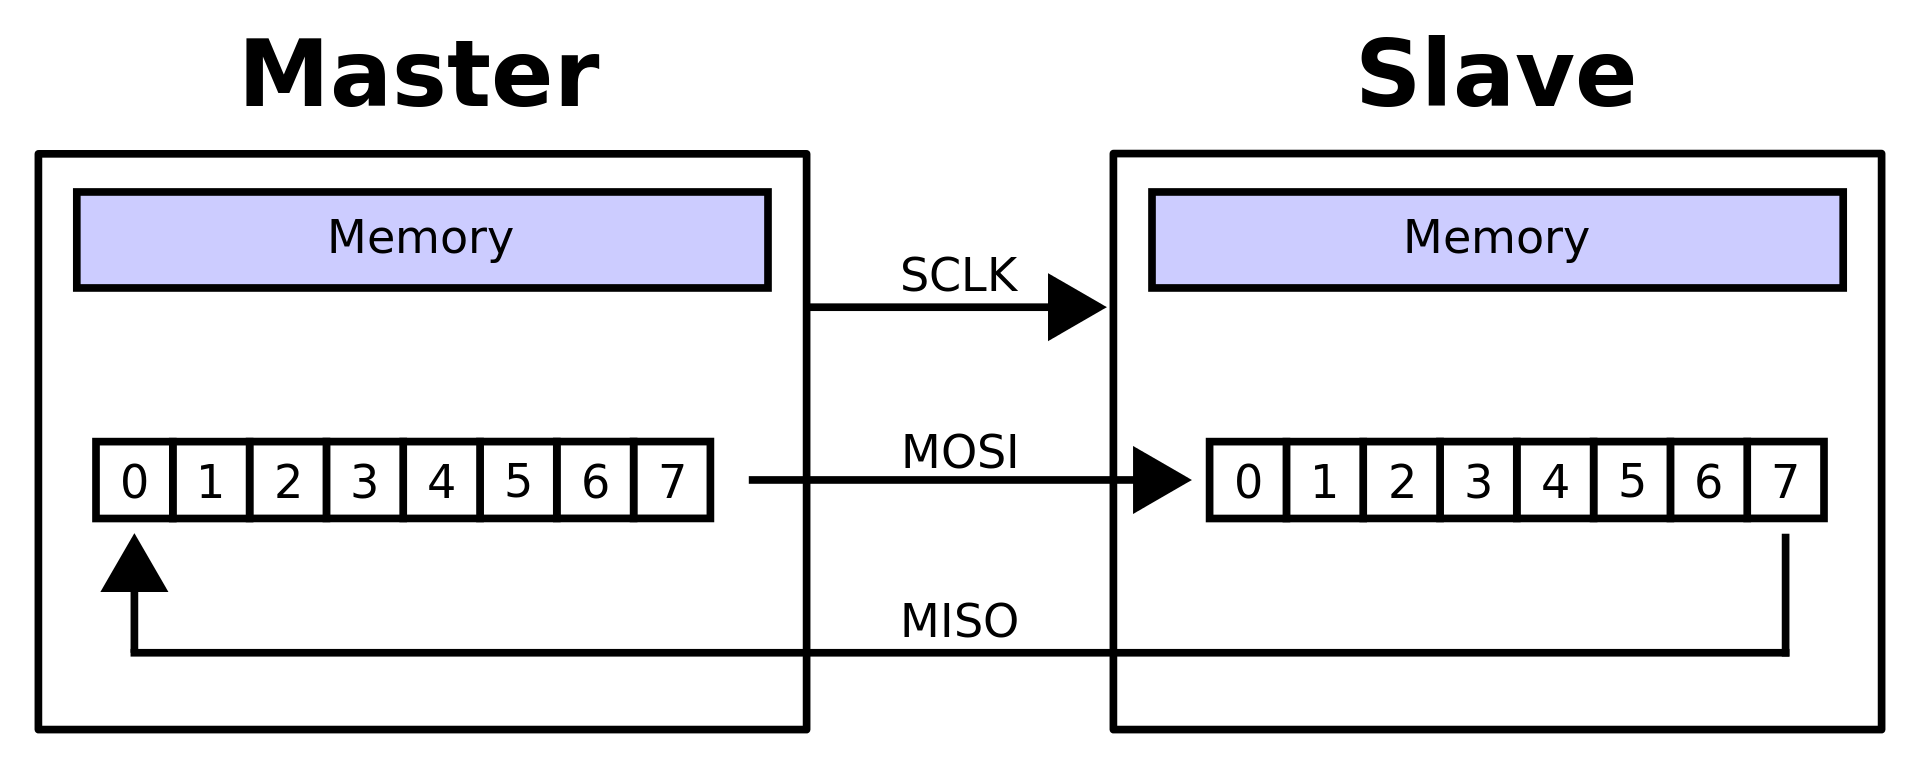 Master
Slave
Memory
Memory
SCLK
MOSI
0 1 2 3 4 5 6 7
0 1 2 3 4 5 6 7
MISO